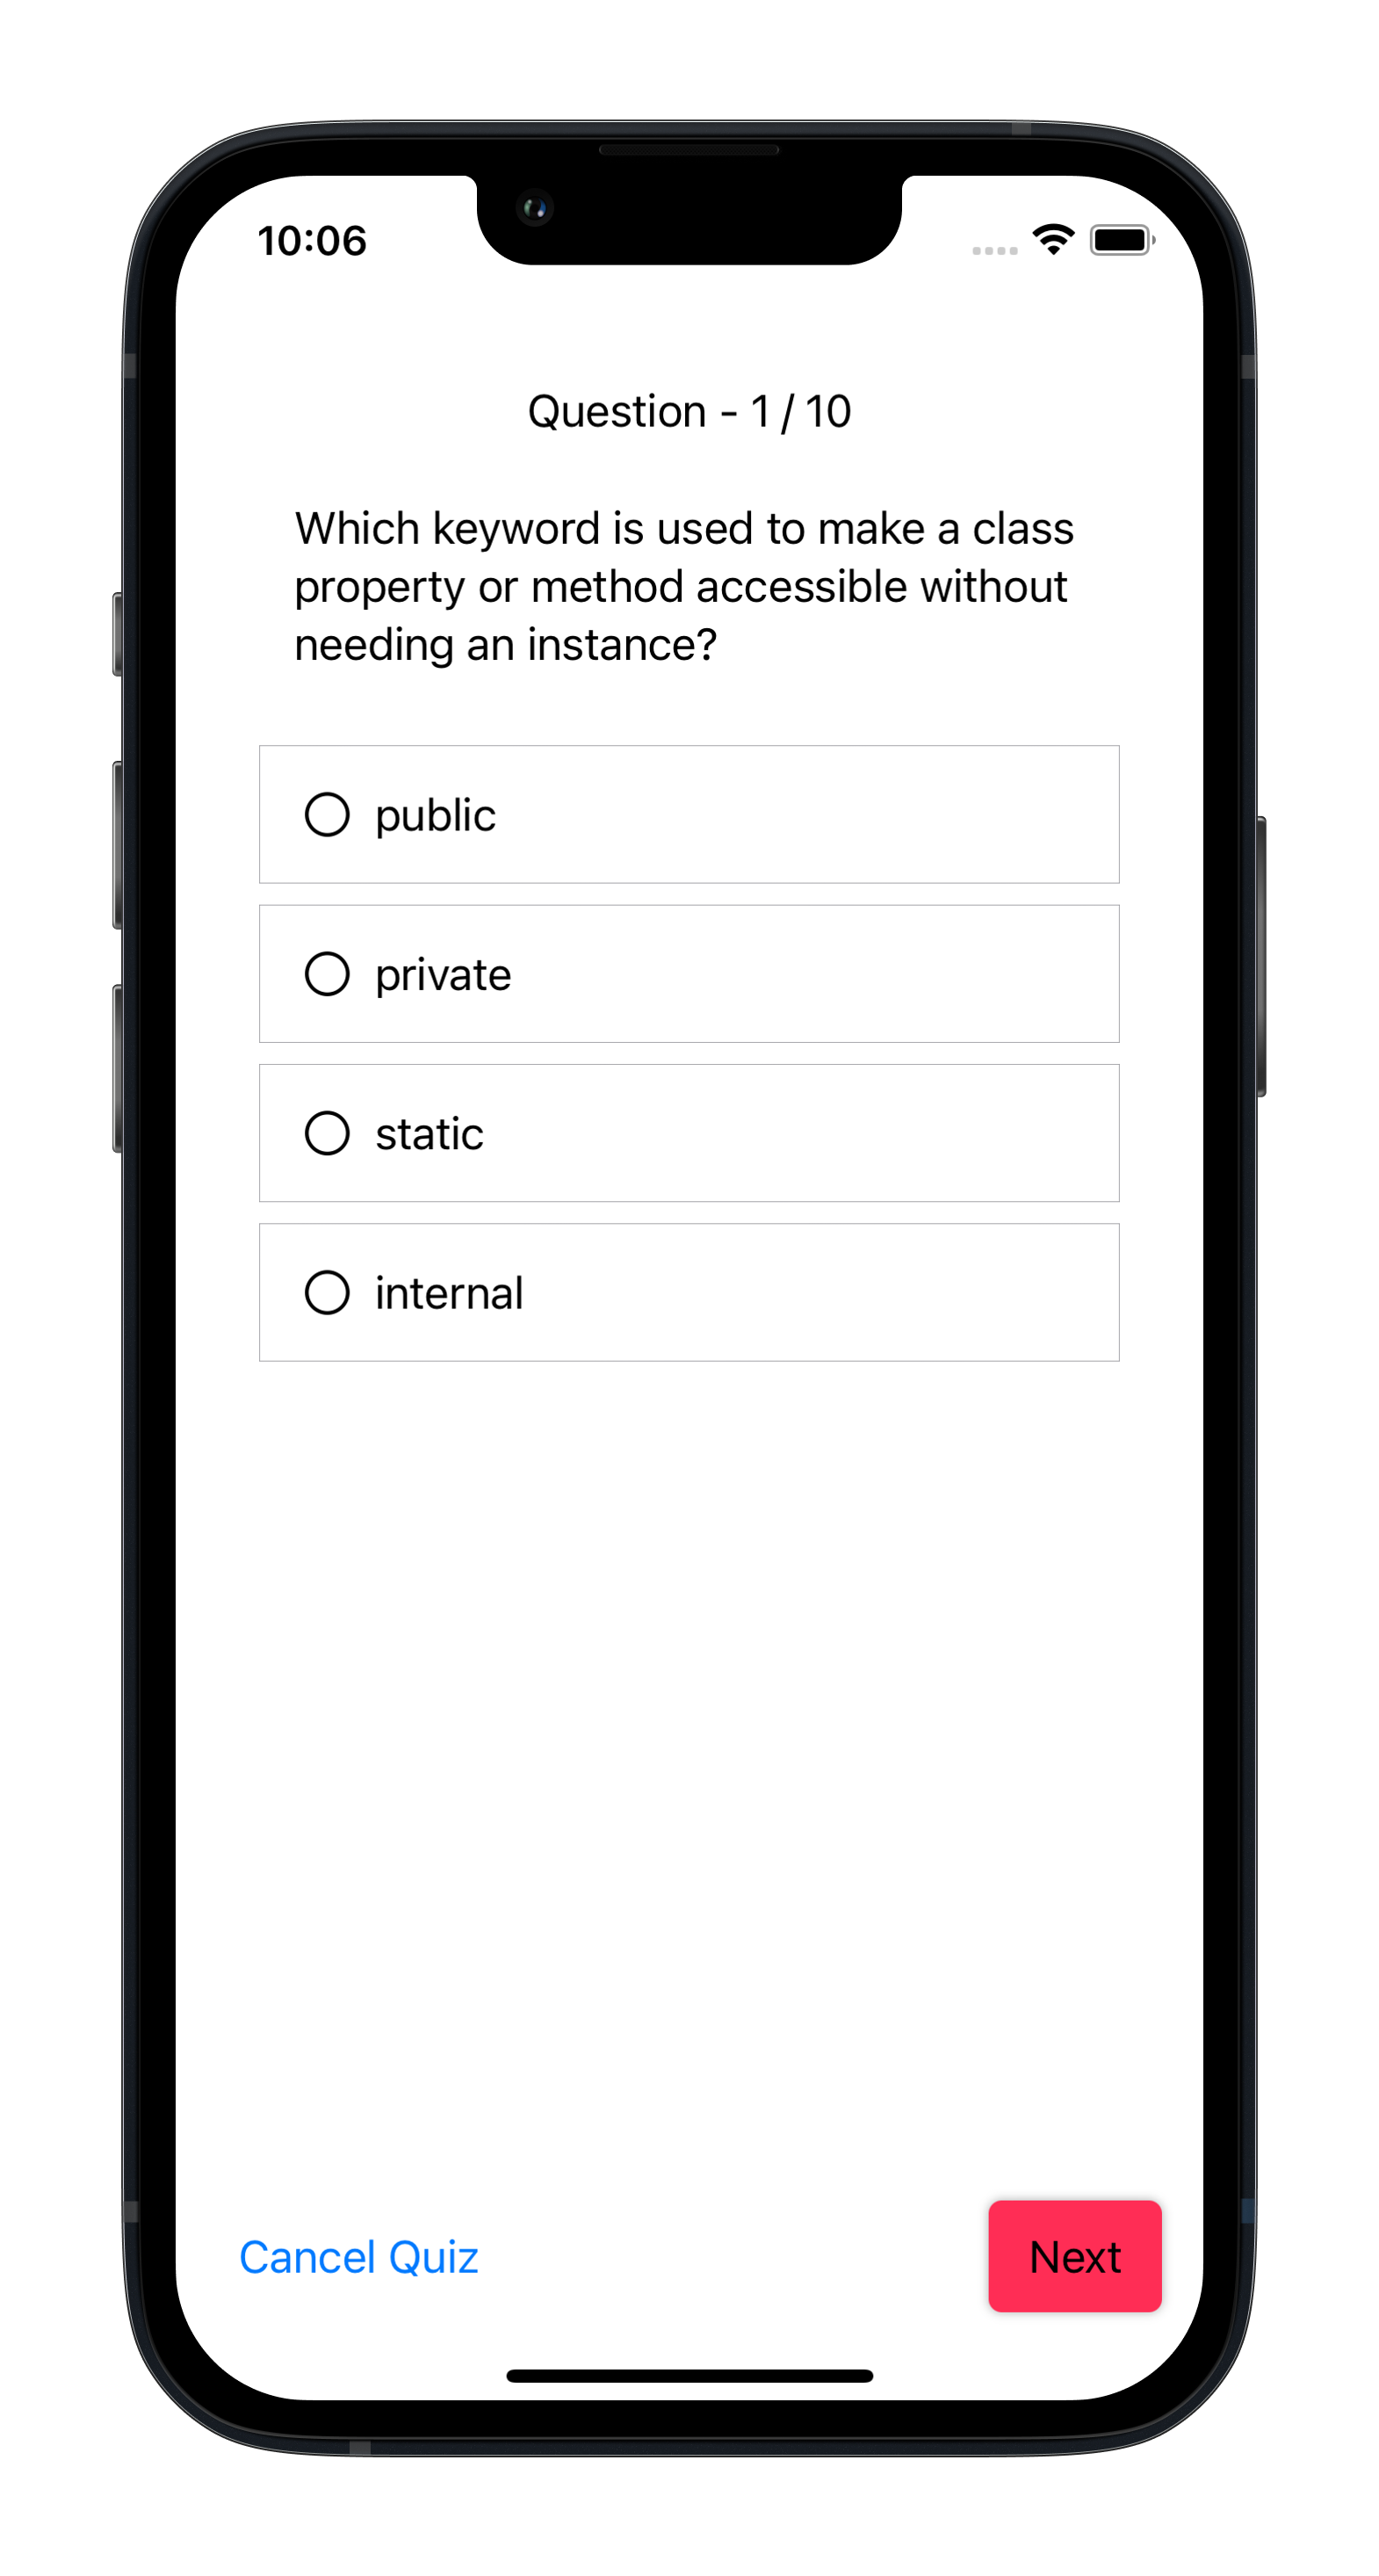 10:06
Question - 1 / 10
Which keyword is used to make a class
property or method accessible without
needing an instance?
public
private
static
internal
Cancel Quiz
Next